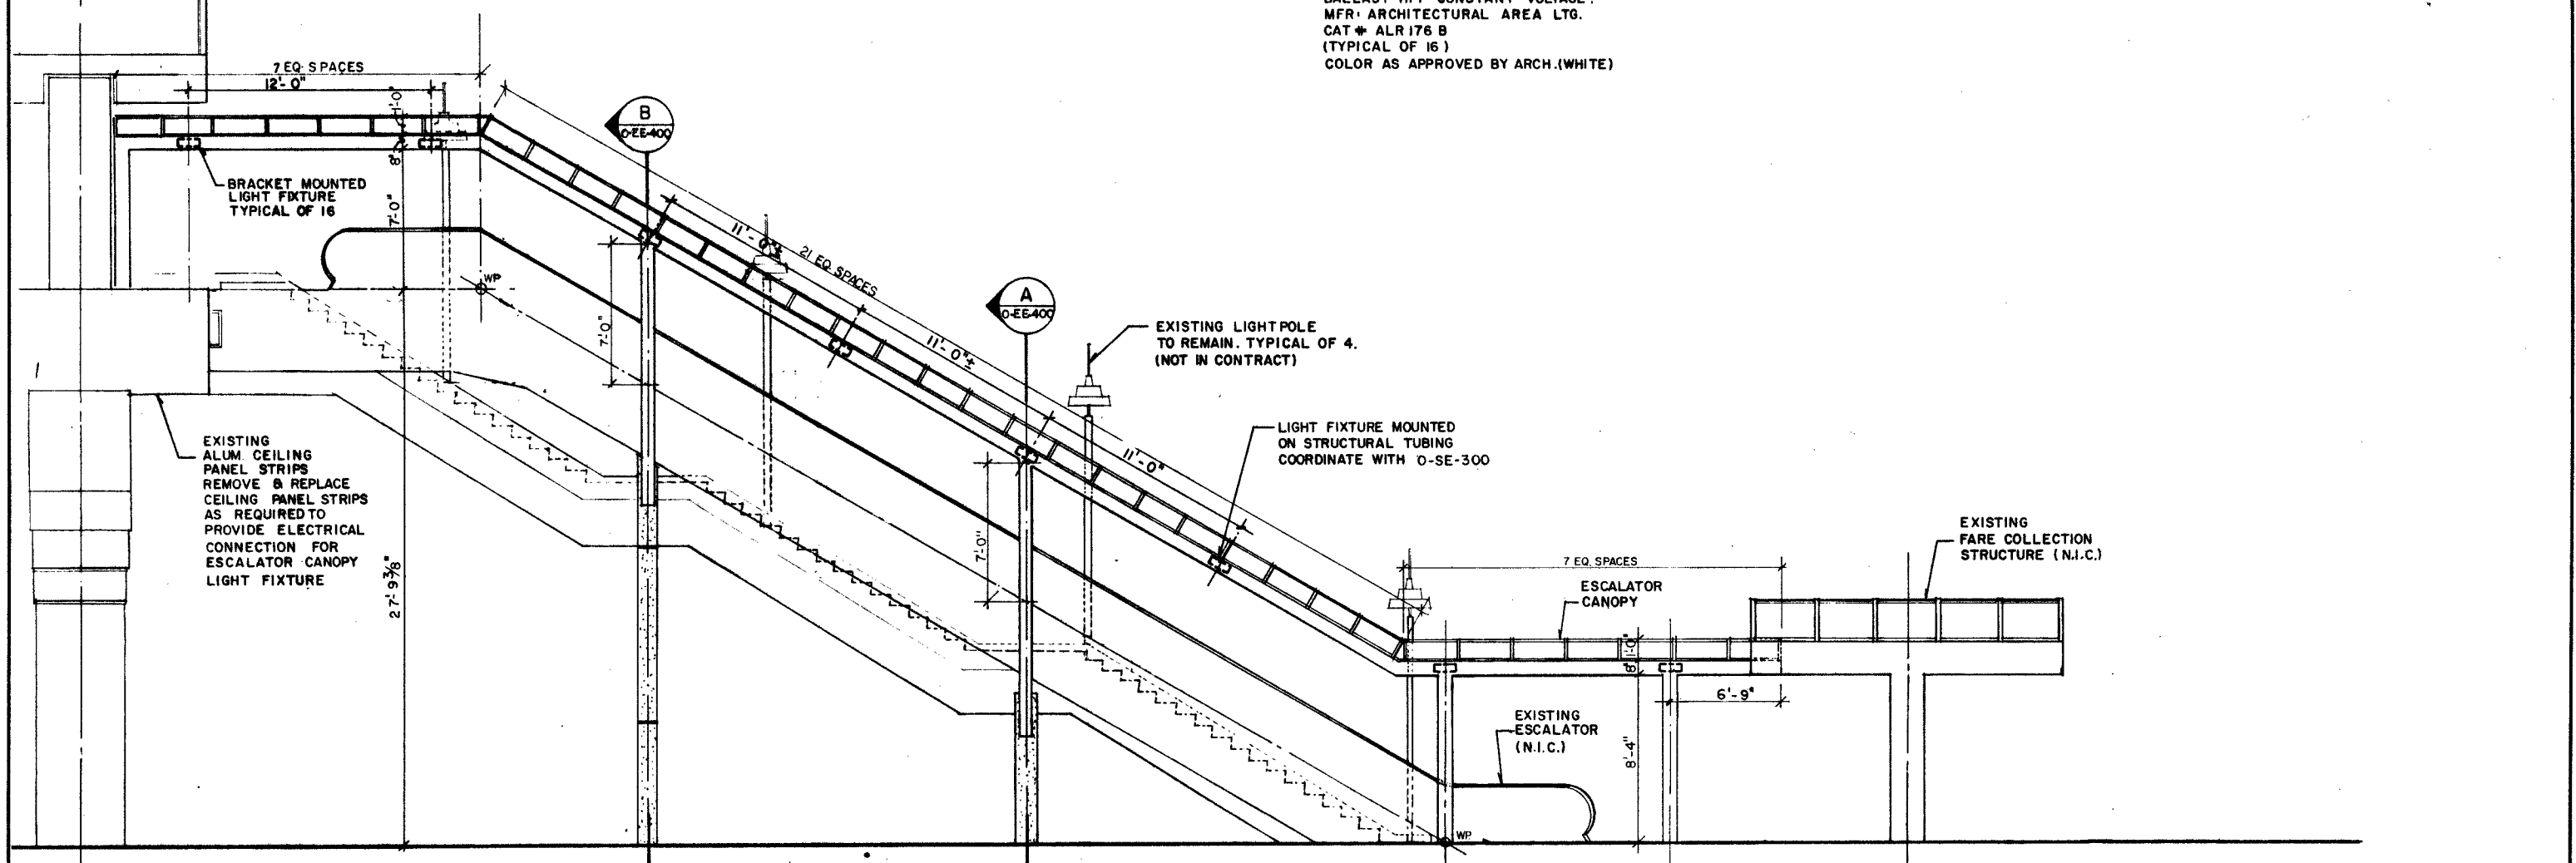 MFR: ARCHITECTURAL AREA LTG.
CAT # ALR 176 B
(TYPICAL OF 16)
COLOR AS APPROVED BY ARCH.(WHITE)
7 EQ. SPACES
12'-0"
1'-0"
8"
7'-0"
BRACKET MOUNTED
LIGHT FIXTURE
TYPICAL OF 16
B
O-EE-400
11'-0"±
21 EQ. SPACES
WP
7'-0"
A
O-EE-400
11'-0"±
EXISTING LIGHTPOLE
TO REMAIN. TYPICAL OF 4.
(NOT IN CONTRACT)
LIGHT FIXTURE MOUNTED
ON STRUCTURAL TUBING
COORDINATE WITH O-SE-300
11'-0"
EXISTING
ALUM. CEILING
PANEL STRIPS
REMOVE & REPLACE
CEILING PANEL STRIPS
AS REQUIRED TO
PROVIDE ELECTRICAL
CONNECTION FOR
ESCALATOR CANOPY
LIGHT FIXTURE
27'-9 3/8"
7'-0"
EXISTING
FARE COLLECTION
STRUCTURE (N.I.C.)
7 EQ. SPACES
ESCALATOR
CANOPY
1'-0"
8"
6'-9"
EXISTING
ESCALATOR
(N.I.C.)
8'-4"
WP